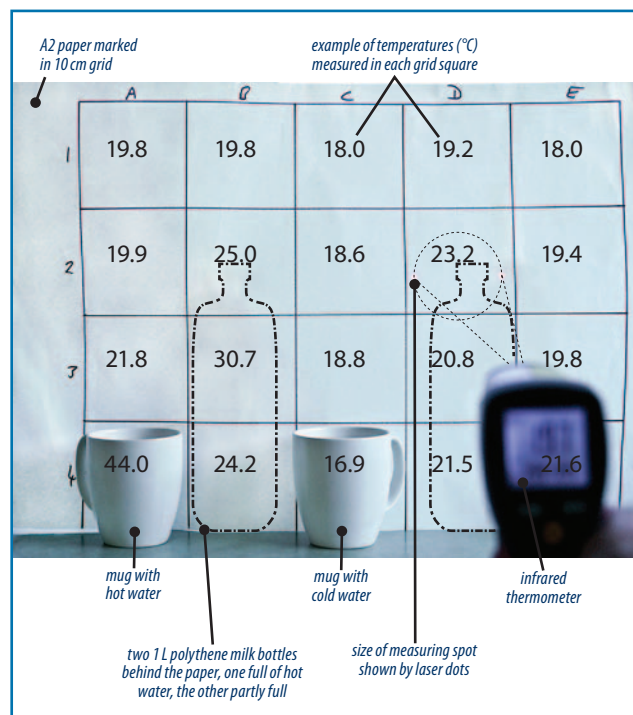 A2 paper marked
in 10 cm grid
example of temperatures (°C)
measured in each grid square
A B C D E
1 19.8 19.8 18.0 19.2 18.0
2 19.9 25.0 18.6 23.2 19.4
3 21.8 30.7 18.8 20.8 19.8
4 44.0 24.2 16.9 21.5 21.6
mug with
hot water
mug with
cold water
infrared
thermometer
two 1 L polythene milk bottles
behind the paper, one full of hot
water, the other partly full
size of measuring spot
shown by laser dots